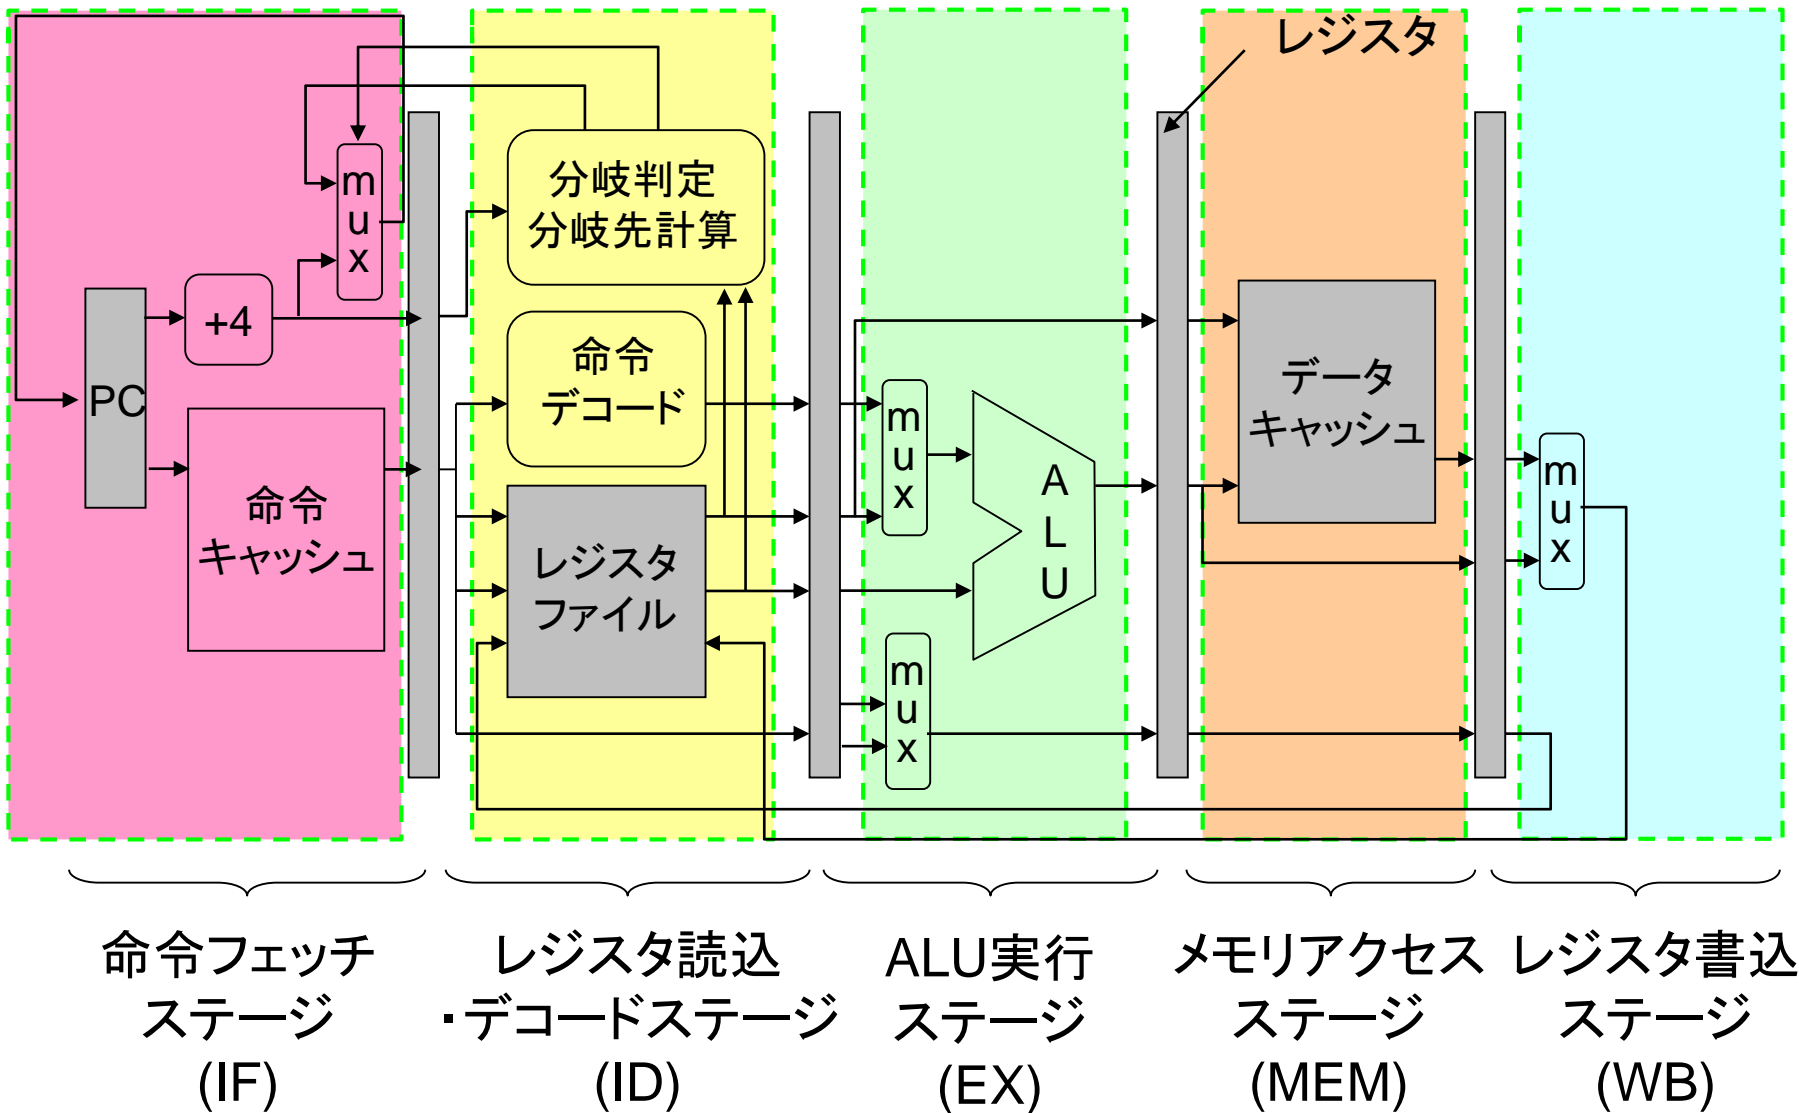 レジスタ
m
u
x
分岐判定
分岐先計算
+4
PC
命令
キャッシュ
命令
デコード
レジスタ
ファイル
m
u
x
A
L
U
m
u
x
データ
キャッシュ
m
u
x
命令フェッチ
ステージ
(IF)
レジスタ読込
・デコードステージ
(ID)
ALU実行
ステージ
(EX)
メモリアクセス
ステージ
(MEM)
レジスタ書込
ステージ
(WB)